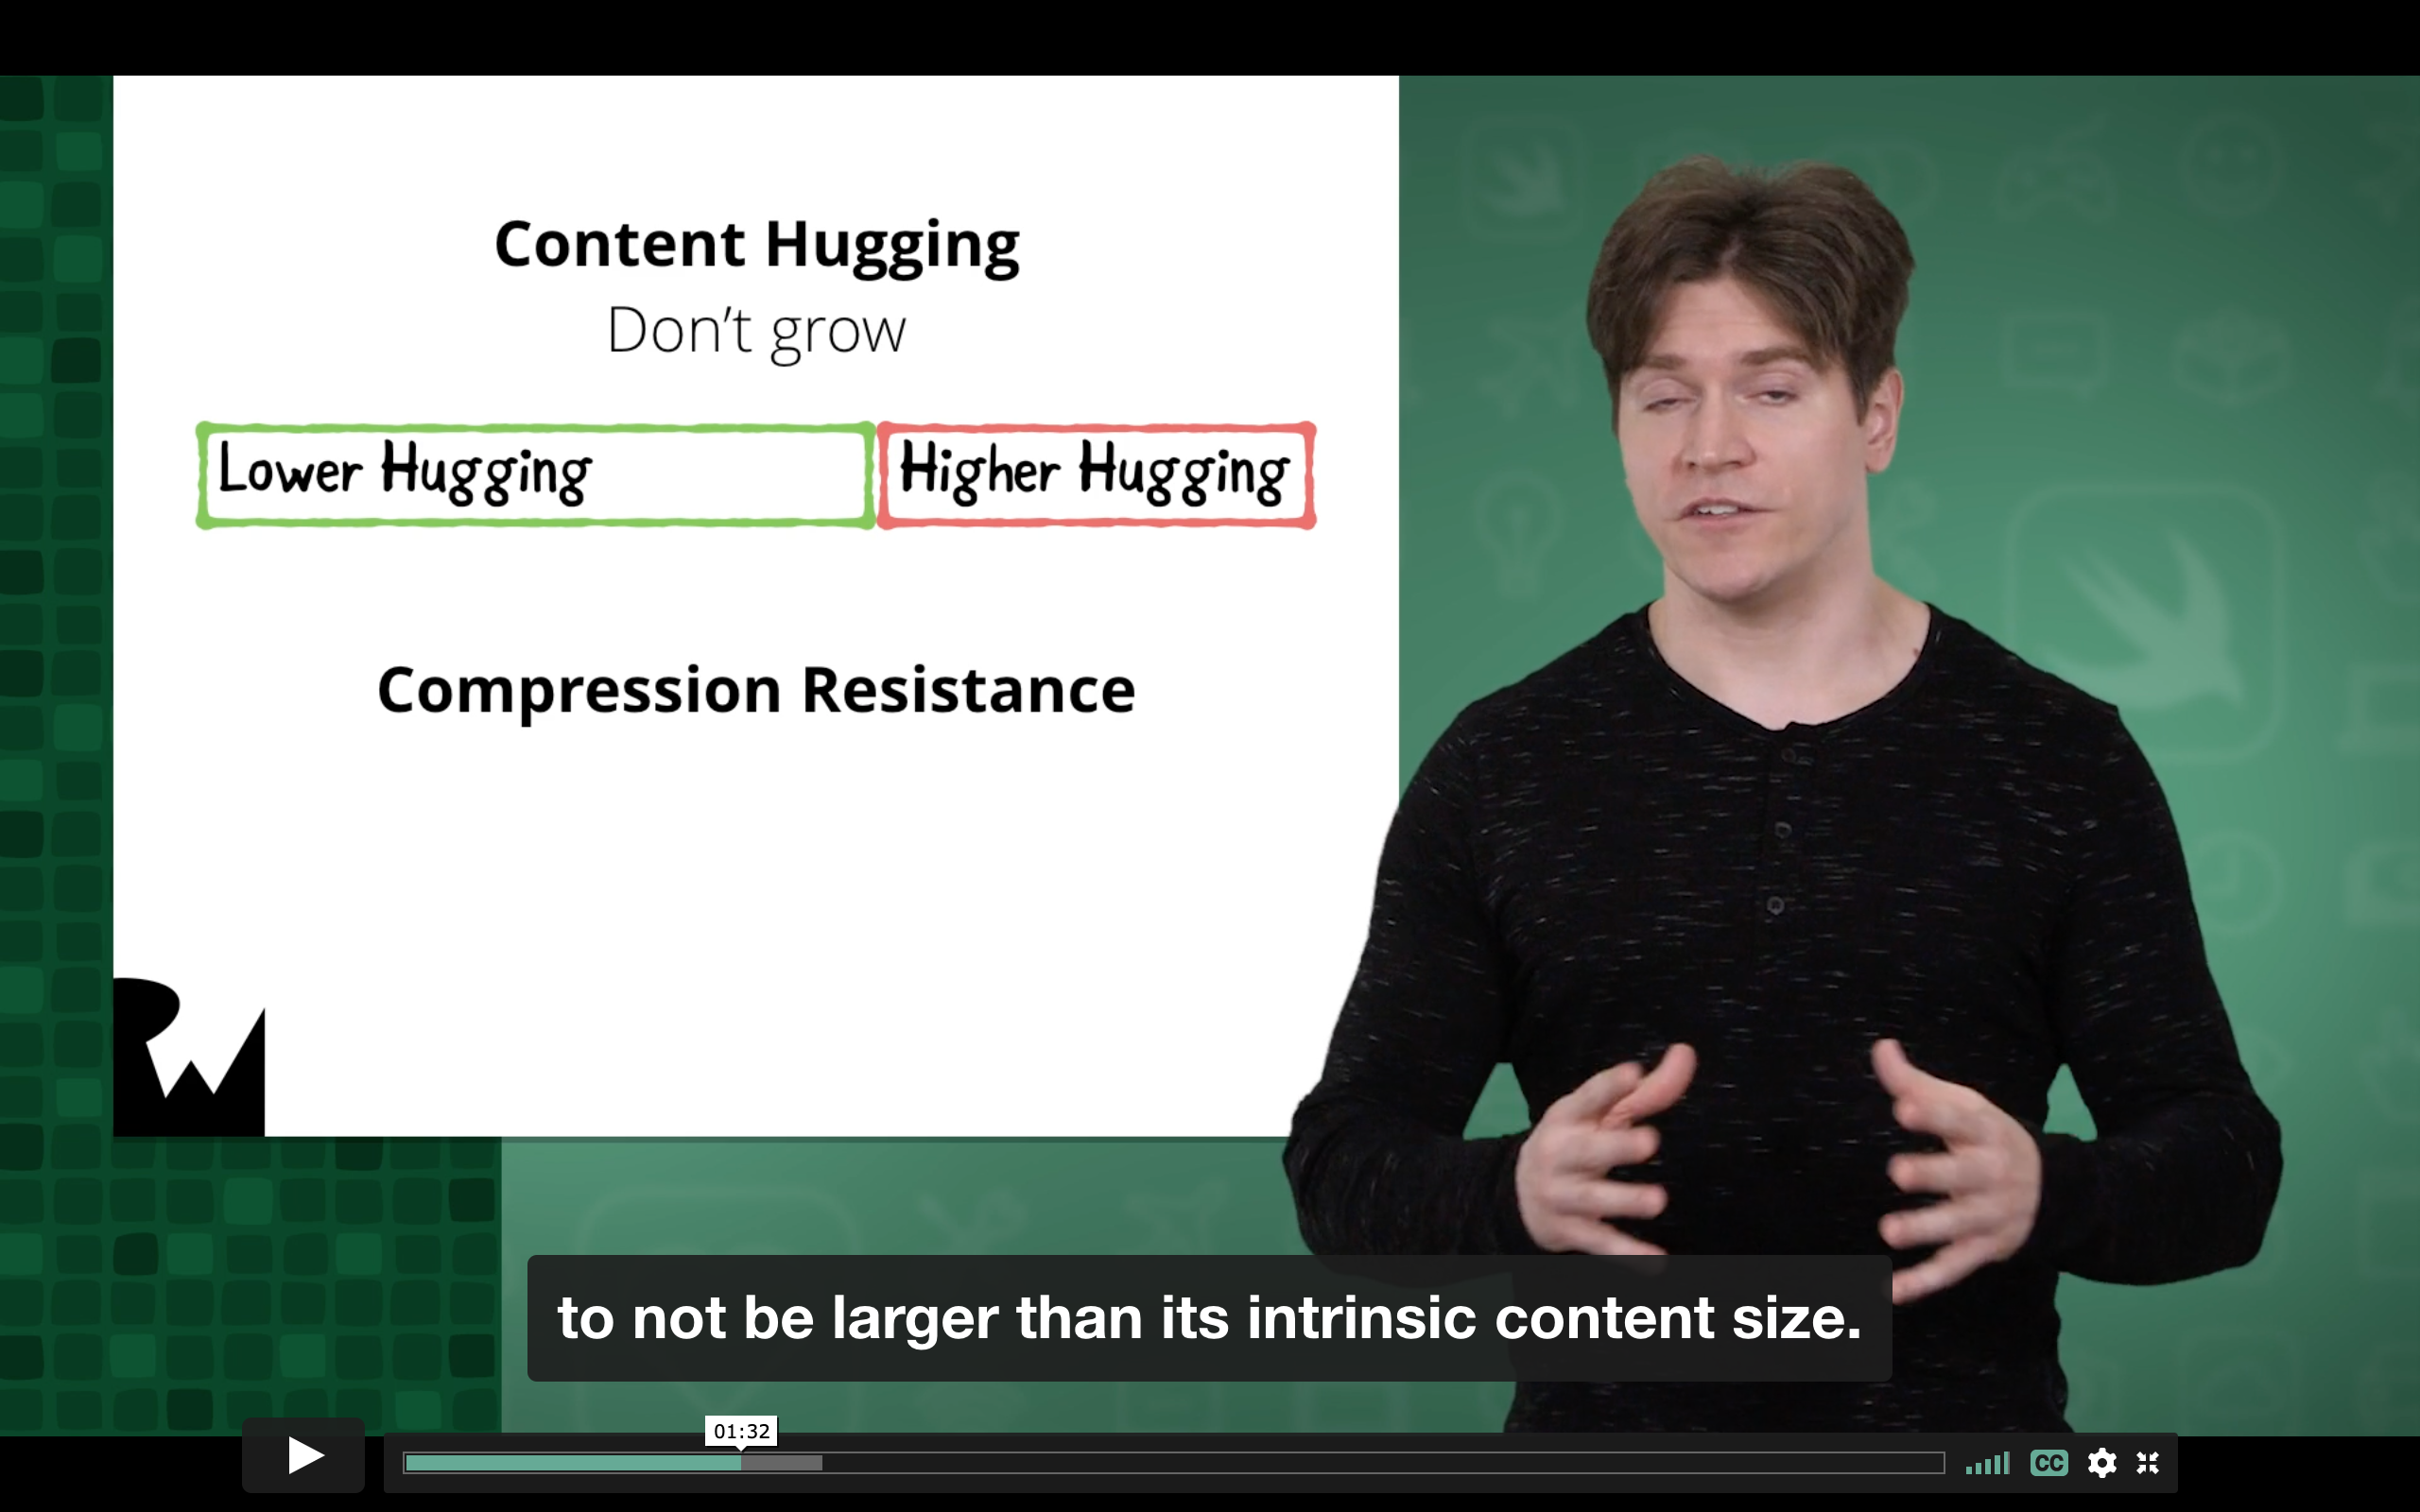 Content Hugging
Don't grow
Lower Hugging
Higher Hugging
Compression Resistance
RW
to not be larger than its intrinsic content size.
01:32
CC